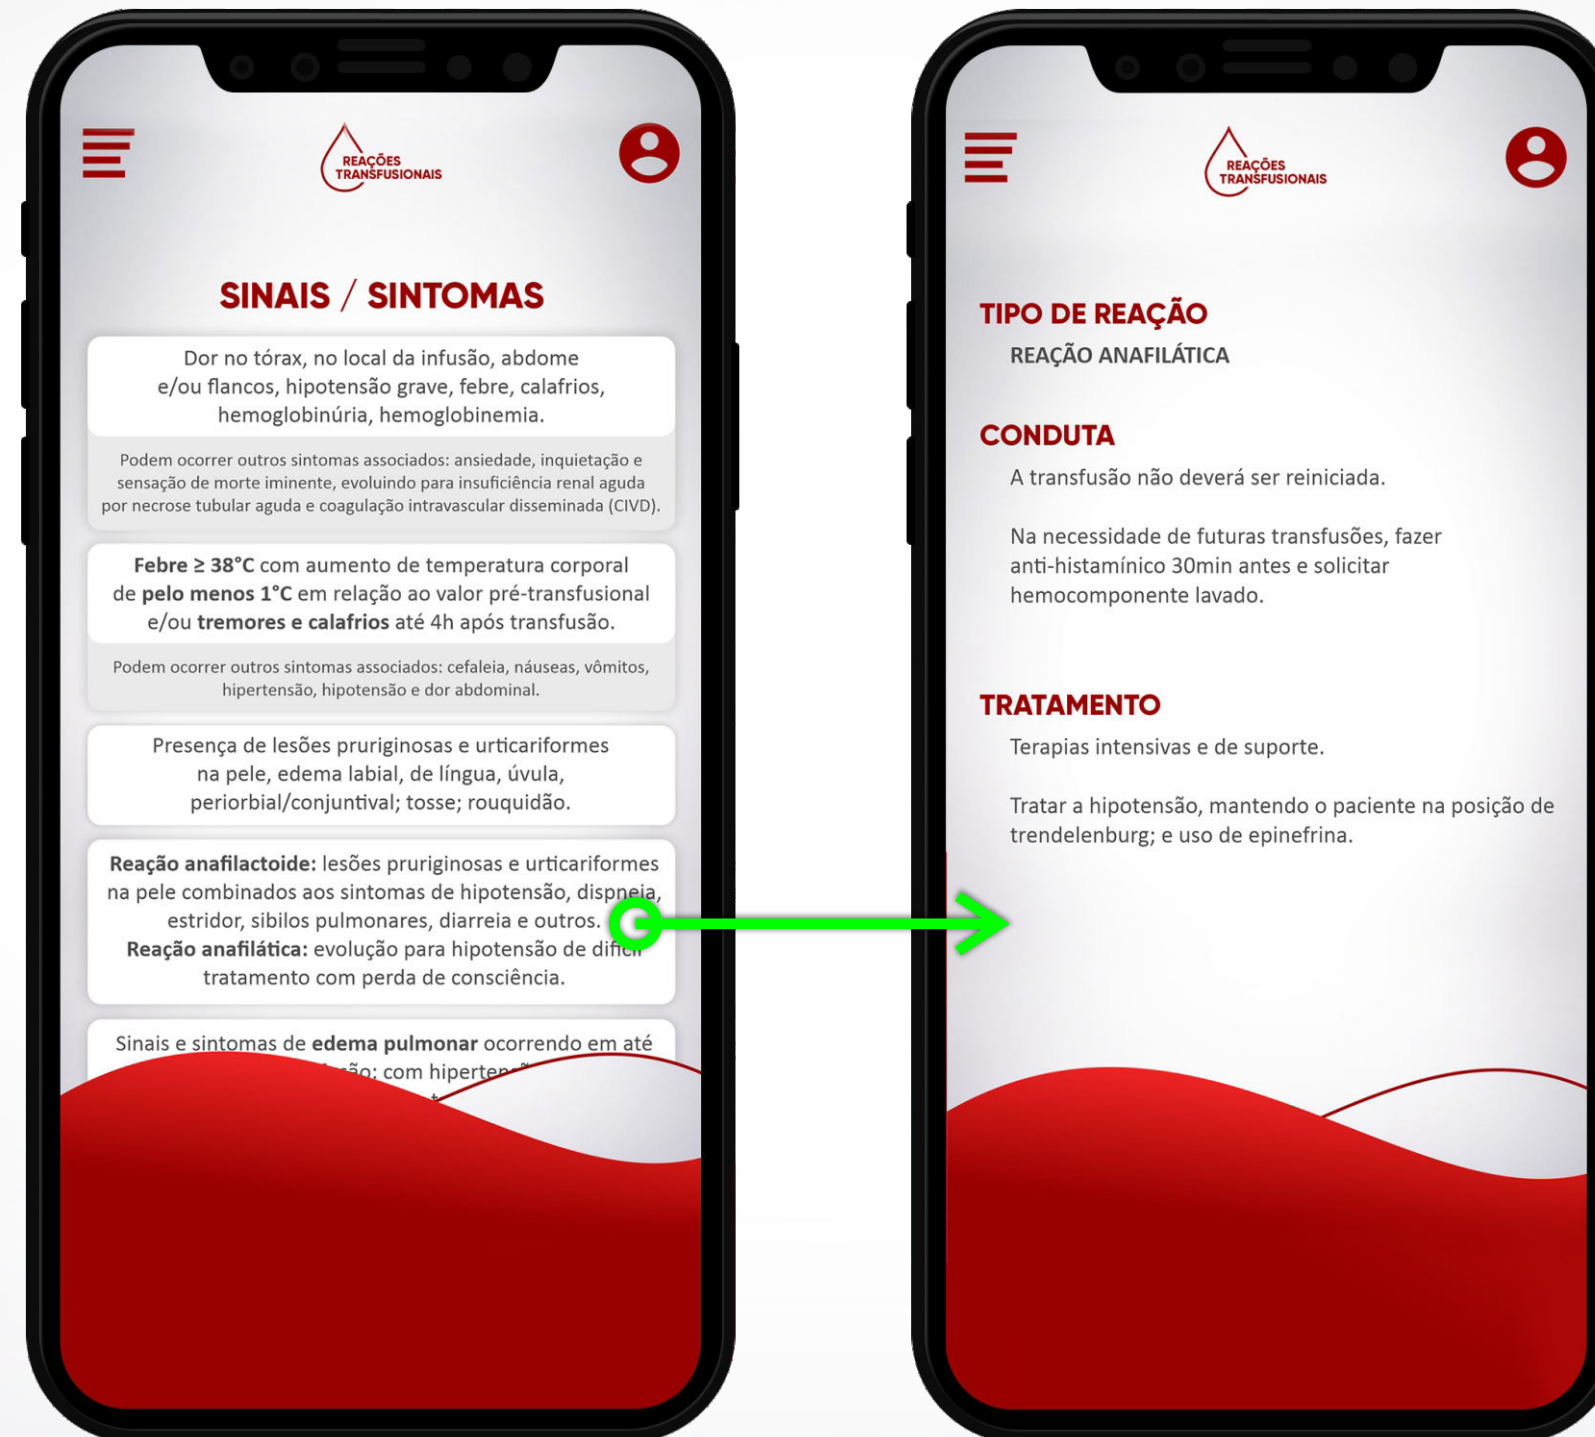 REAÇÕES
TRANSFUSIONAIS
SINAIS / SINTOMAS
Dor no tórax, no local da infusão, abdome
e/ou flancos, hipotensão grave, febre, calafrios,
hemoglobinúria, hemoglobinemia.
Podem ocorrer outros sintomas associados: ansiedade, inquietação e
sensação de morte iminente, evoluindo para insuficiência renal aguda
por necrose tubular aguda e coagulação intravascular disseminada (CIVD).
Febre ≥ 38°C com aumento de temperatura corporal
de pelo menos 1°C em relação ao valor pré-transfusional
e/ou tremores e calafrios até 4h após transfusão.
Podem ocorrer outros sintomas associados: cefaleia, náuseas, vômitos,
hipertensão, hipotensão e dor abdominal.
Presença de lesões pruriginosas e urticariformes
na pele, edema labial, de língua, úvula,
periorbial/conjuntival; tosse; rouquidão.
Reação anafilactoide: lesões pruriginosas e urticariformes
na pele combinados aos sintomas de hipotensão, dispneia,
estridor, sibilos pulmonares, diarreia e outros.
Reação anafilática: evolução para hipotensão de difícil
tratamento com perda de consciência.
Sinais e sintomas de edema pulmonar ocorrendo em até
com
REAÇÕES
TRANSFUSIONAIS
TIPO DE REAÇÃO
REAÇÃO ANAFILÁTICA
CONDUTA
A transfusão não deverá ser reiniciada.
Na necessidade de futuras transfusões, fazer
anti-histamínico 30min antes e solicitar
hemocomponente lavado.
TRATAMENTO
Terapias intensivas e de suporte.
Tratar a hipotensão, mantendo o paciente na posição de
trendelenburg; e uso de epinefrina.